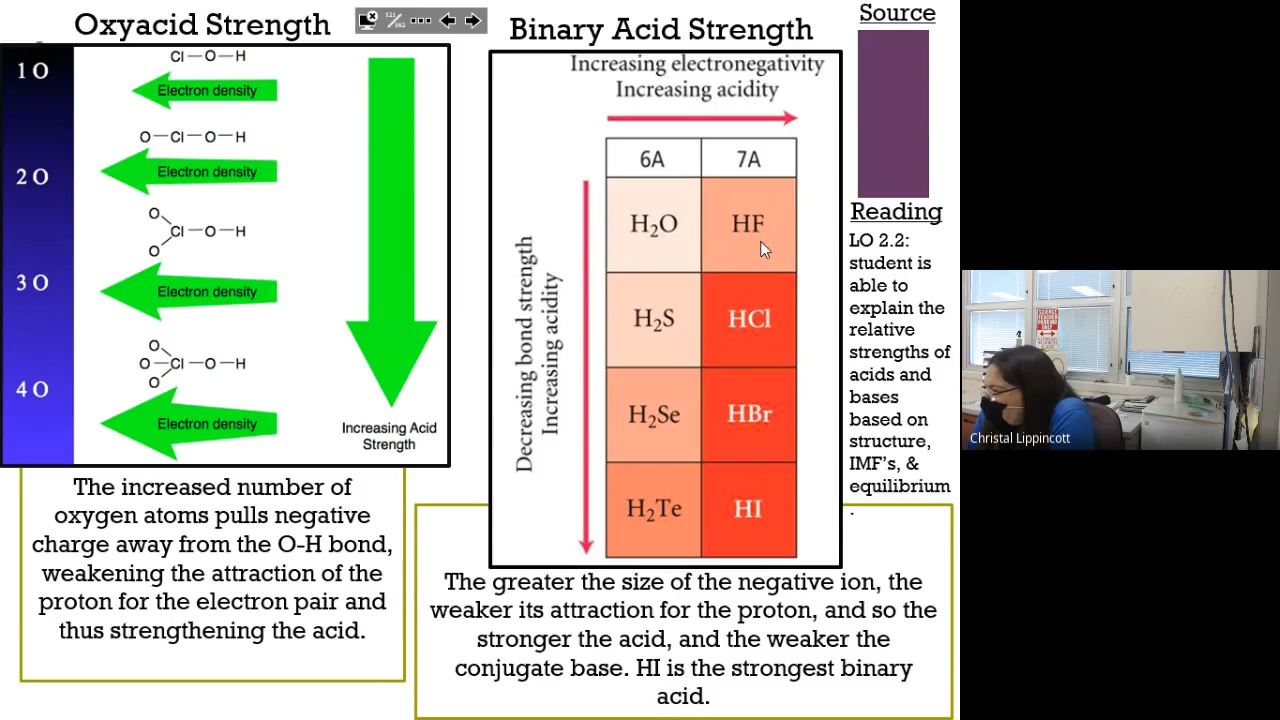 Oxyacid Strength
121/162
1 O
Cl—O—H
Electron density
2 O
O—Cl—O—H
Electron density
3 O
O
Cl—O—H
O
Electron density
4 O
O
O—Cl—O—H
O
Electron density
Increasing Acid
Strength
The increased number of
oxygen atoms pulls negative
charge away from the O-H bond,
weakening the attraction of the
proton for the electron pair and
thus strengthening the acid.
Binary Acid Strength
Increasing electronegativity
Increasing acidity
Decreasing bond strength
Increasing acidity
6A 7A
H₂O HF
H₂S HCl
H₂Se HBr
H₂Te HI
The greater the size of the negative ion, the
weaker its attraction for the proton, and so the
stronger the acid, and the weaker the
conjugate base. HI is the strongest binary
acid.
Source
Reading
LO 2.2:
student is
able to
explain the
relative
strengths of
acids and
bases
based on
structure,
IMF's, &
equilibrium
.
SCIENCE
TEACHER
PARKING
ONLY
Christal Lippincott